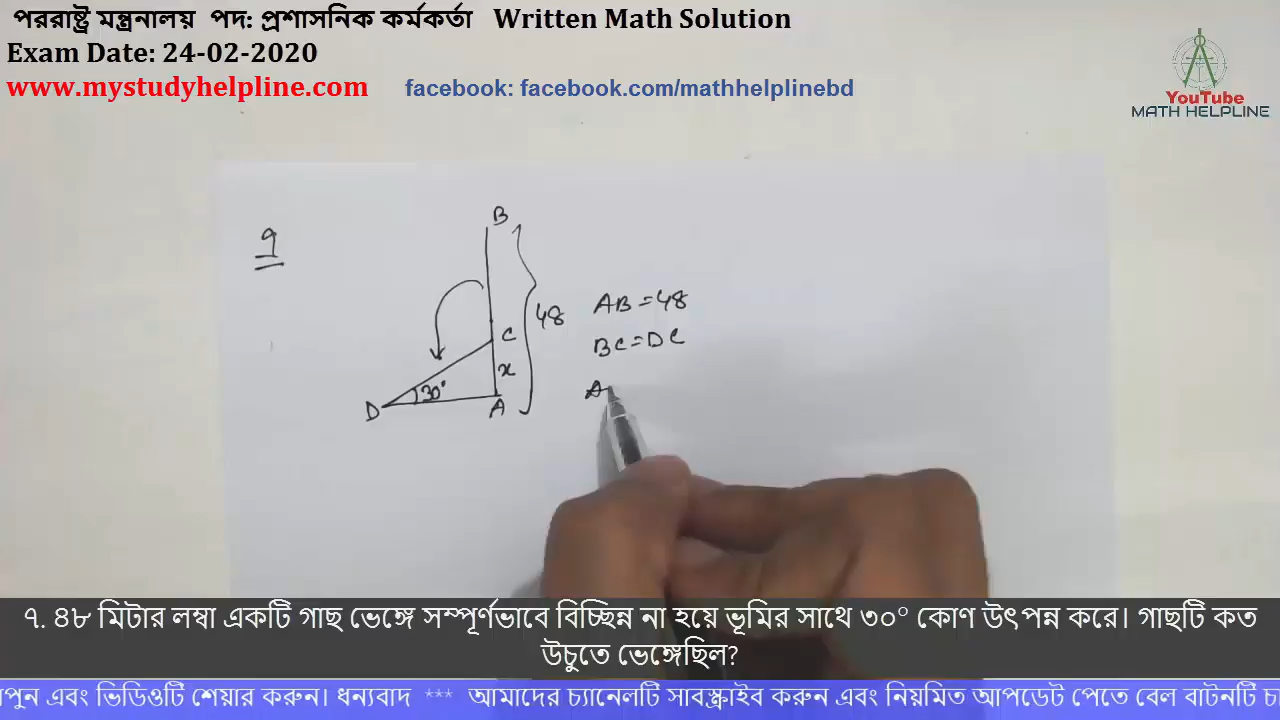 পররাষ্ট্র মন্ত্রনালয় পদ: প্রশাসনিক কর্মকর্তা Written Math Solution
Exam Date: 24-02-2020
www.mystudyhelpline.com facebook: facebook.com/mathhelplinebd
YouTube
MATH HELPLINE
৭
B
48
C
x
30°
D
A
AB = 48
BC = DC
A
৭. ৪৮ মিটার লম্বা একটি গাছ ভেঙ্গে সম্পূর্ণভাবে বিচ্ছিন্ন না হয়ে ভূমির সাথে ৩০° কোণ উৎপন্ন করে। গাছটি কত
উচুতে ভেঙ্গেছিল?
এবং ভিডিওটি শেয়ার করুন। ধন্যবাদ *** আমাদের চ্যানেলটি সাবস্ক্রাইব করুন এবং নিয়মিত আপডেট পেতে বেল বাটনটি